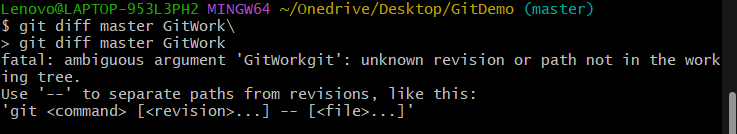 Lenovo@LAPTOP-953L3PH2 MINGW64 ~/Onedrive/Desktop/GitDemo (master)
$ git diff GitWork\
> git diff GitWork
fatal: ambiguous argument 'GitWorkgit': unknown revision or path not in the work
ing tree.
Use '--' to separate paths from revisions, like this:
'git <command> [<revision>...] -- [<file>...]'